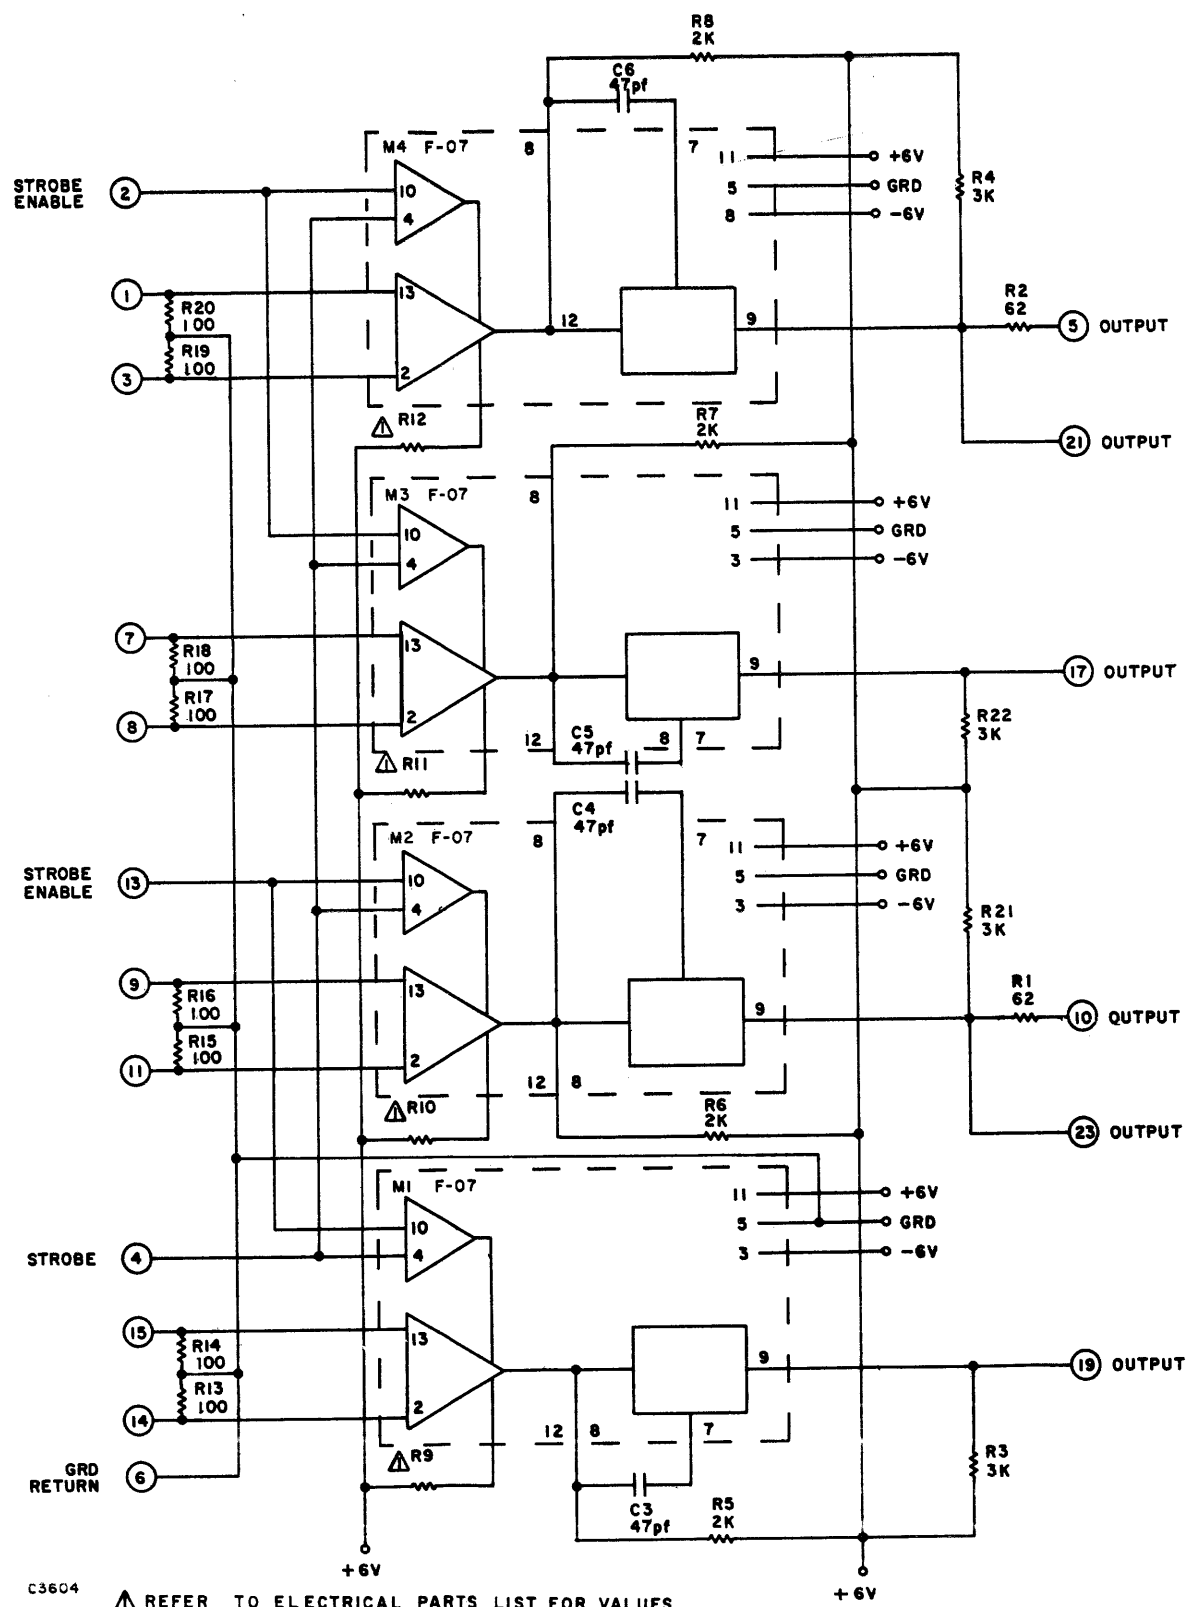 R8
2K
C6
47pf
M4 F-07
8
7
11
+6V
5
GRD
8
-6V
R4
3K
STROBE
ENABLE
2
10
4
1
13
R20
100
R19
100
3
2
12
9
R2
62
5 OUTPUT
R12
R7
2K
21 OUTPUT
M3 F-07
8
11
+6V
5
GRD
3
-6V
10
4
7
13
R18
100
R17
100
8
2
9
17 OUTPUT
R22
3K
12
C5
47pf
8
7
R11
C4
47pf
M2 F-07
8
7
11
+6V
5
GRD
3
-6V
STROBE
ENABLE
13
10
4
R21
3K
9
13
R16
100
R15
100
11
2
9
R1
62
10 OUTPUT
12
8
R10
R6
2K
23 OUTPUT
M1 F-07
11
+6V
5
GRD
3
-6V
10
STROBE
4
4
15
13
R14
100
R13
100
14
2
9
19 OUTPUT
12
8
7
R9
R3
3K
GRD
RETURN
6
C3
47pf
R5
2K
+6V
+6V
C3604
1 REFER TO ELECTRICAL PARTS LIST FOR VALUES